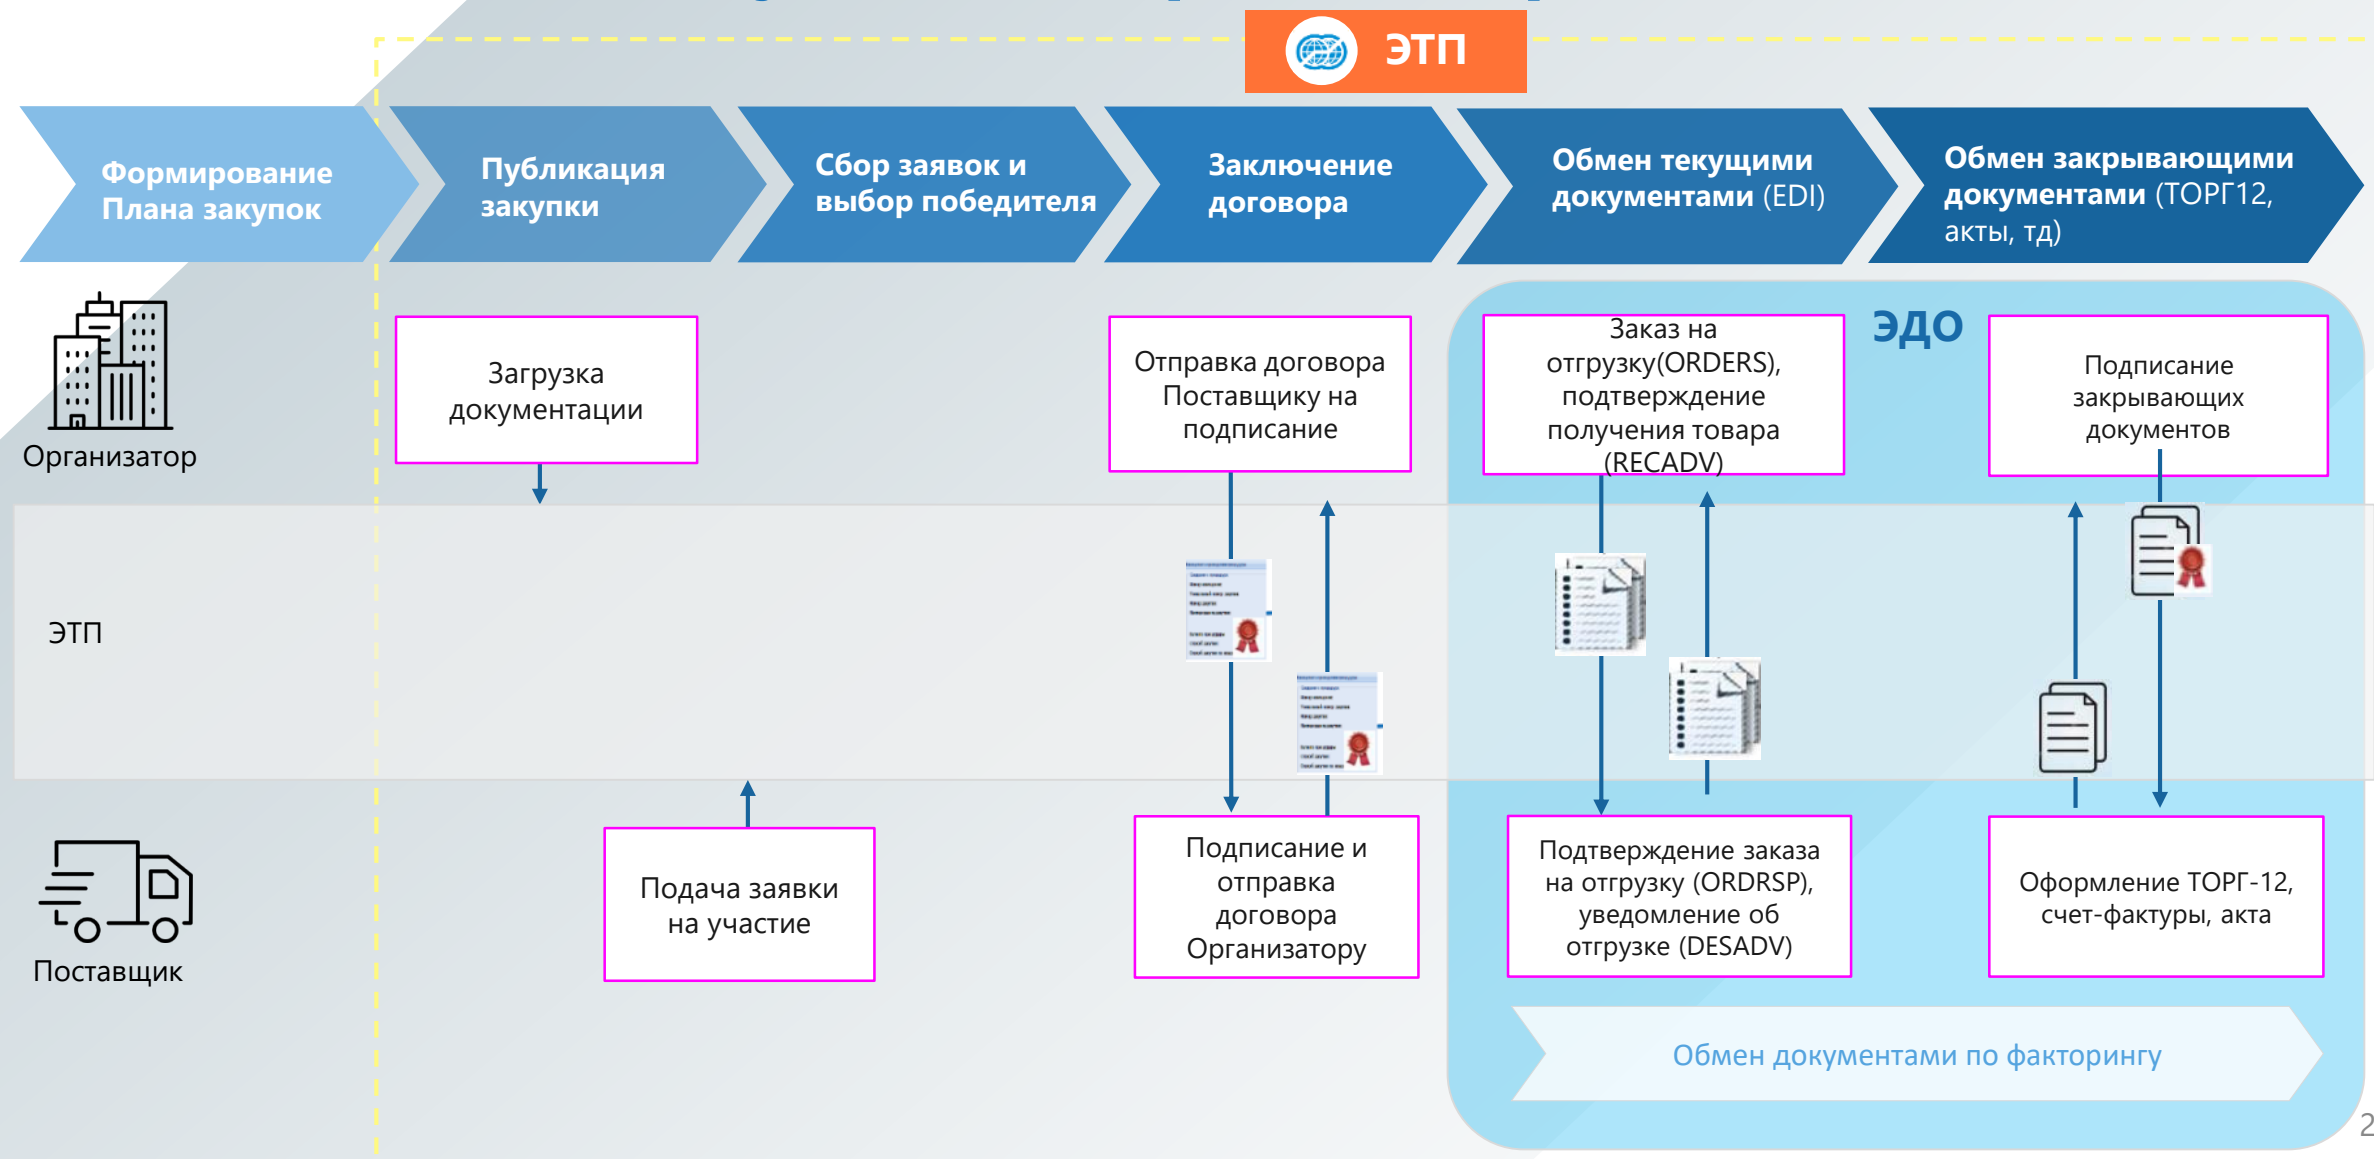 ЭТП
Формирование
Плана закупок
Публикация
закупки
Сбор заявок и
выбор победителя
Заключение
договора
Обмен текущими
документами (EDI)
Обмен закрывающими
документами (ТОРГ12,
акты, тд)
Организатор
Загрузка
документации
Отправка договора
Поставщику на
подписание
Заказ на
отгрузку(ORDERS),
подтверждение
получения товара
(RECADV)
ЭДО
Подписание
закрывающих
документов
ЭТП
Поставщик
Подача заявки
на участие
Подписание и
отправка
договора
Организатору
Подтверждение заказа
на отгрузку (ORDRSP),
уведомление об
отгрузке (DESADV)
Оформление ТОРГ-12,
счет-фактуры, акта
Обмен документами по факторингу
2